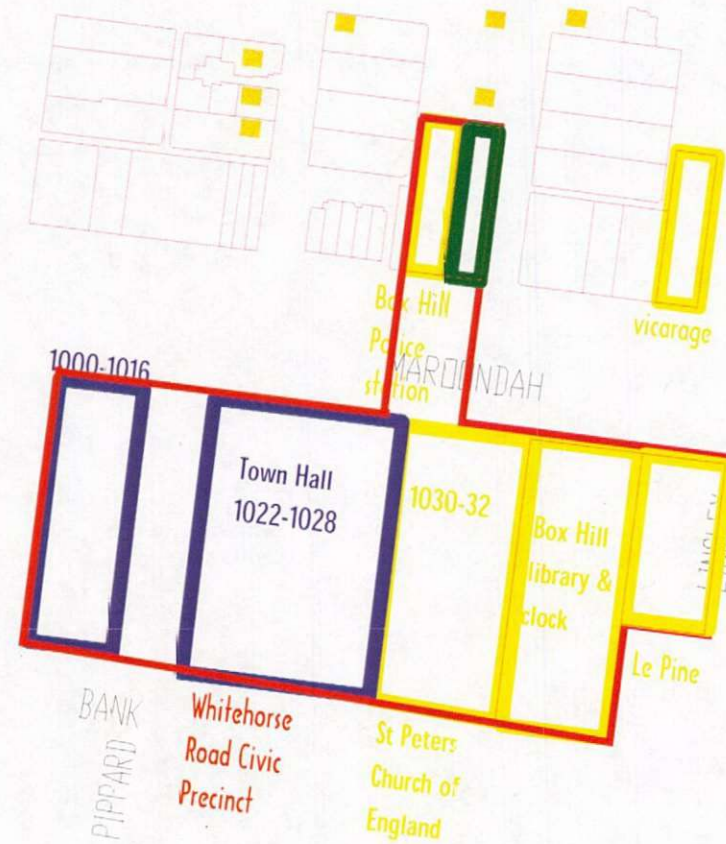 Box Hill
Police
station
vicarage
MAROONDAH
1000-1016
Town Hall
1022-1028
1030-32
Box Hill
library &
clock
LINSLEY
Le Pine
BANK
PIPPARD
Whitehorse
Road Civic
Precinct
St Peters
Church of
England